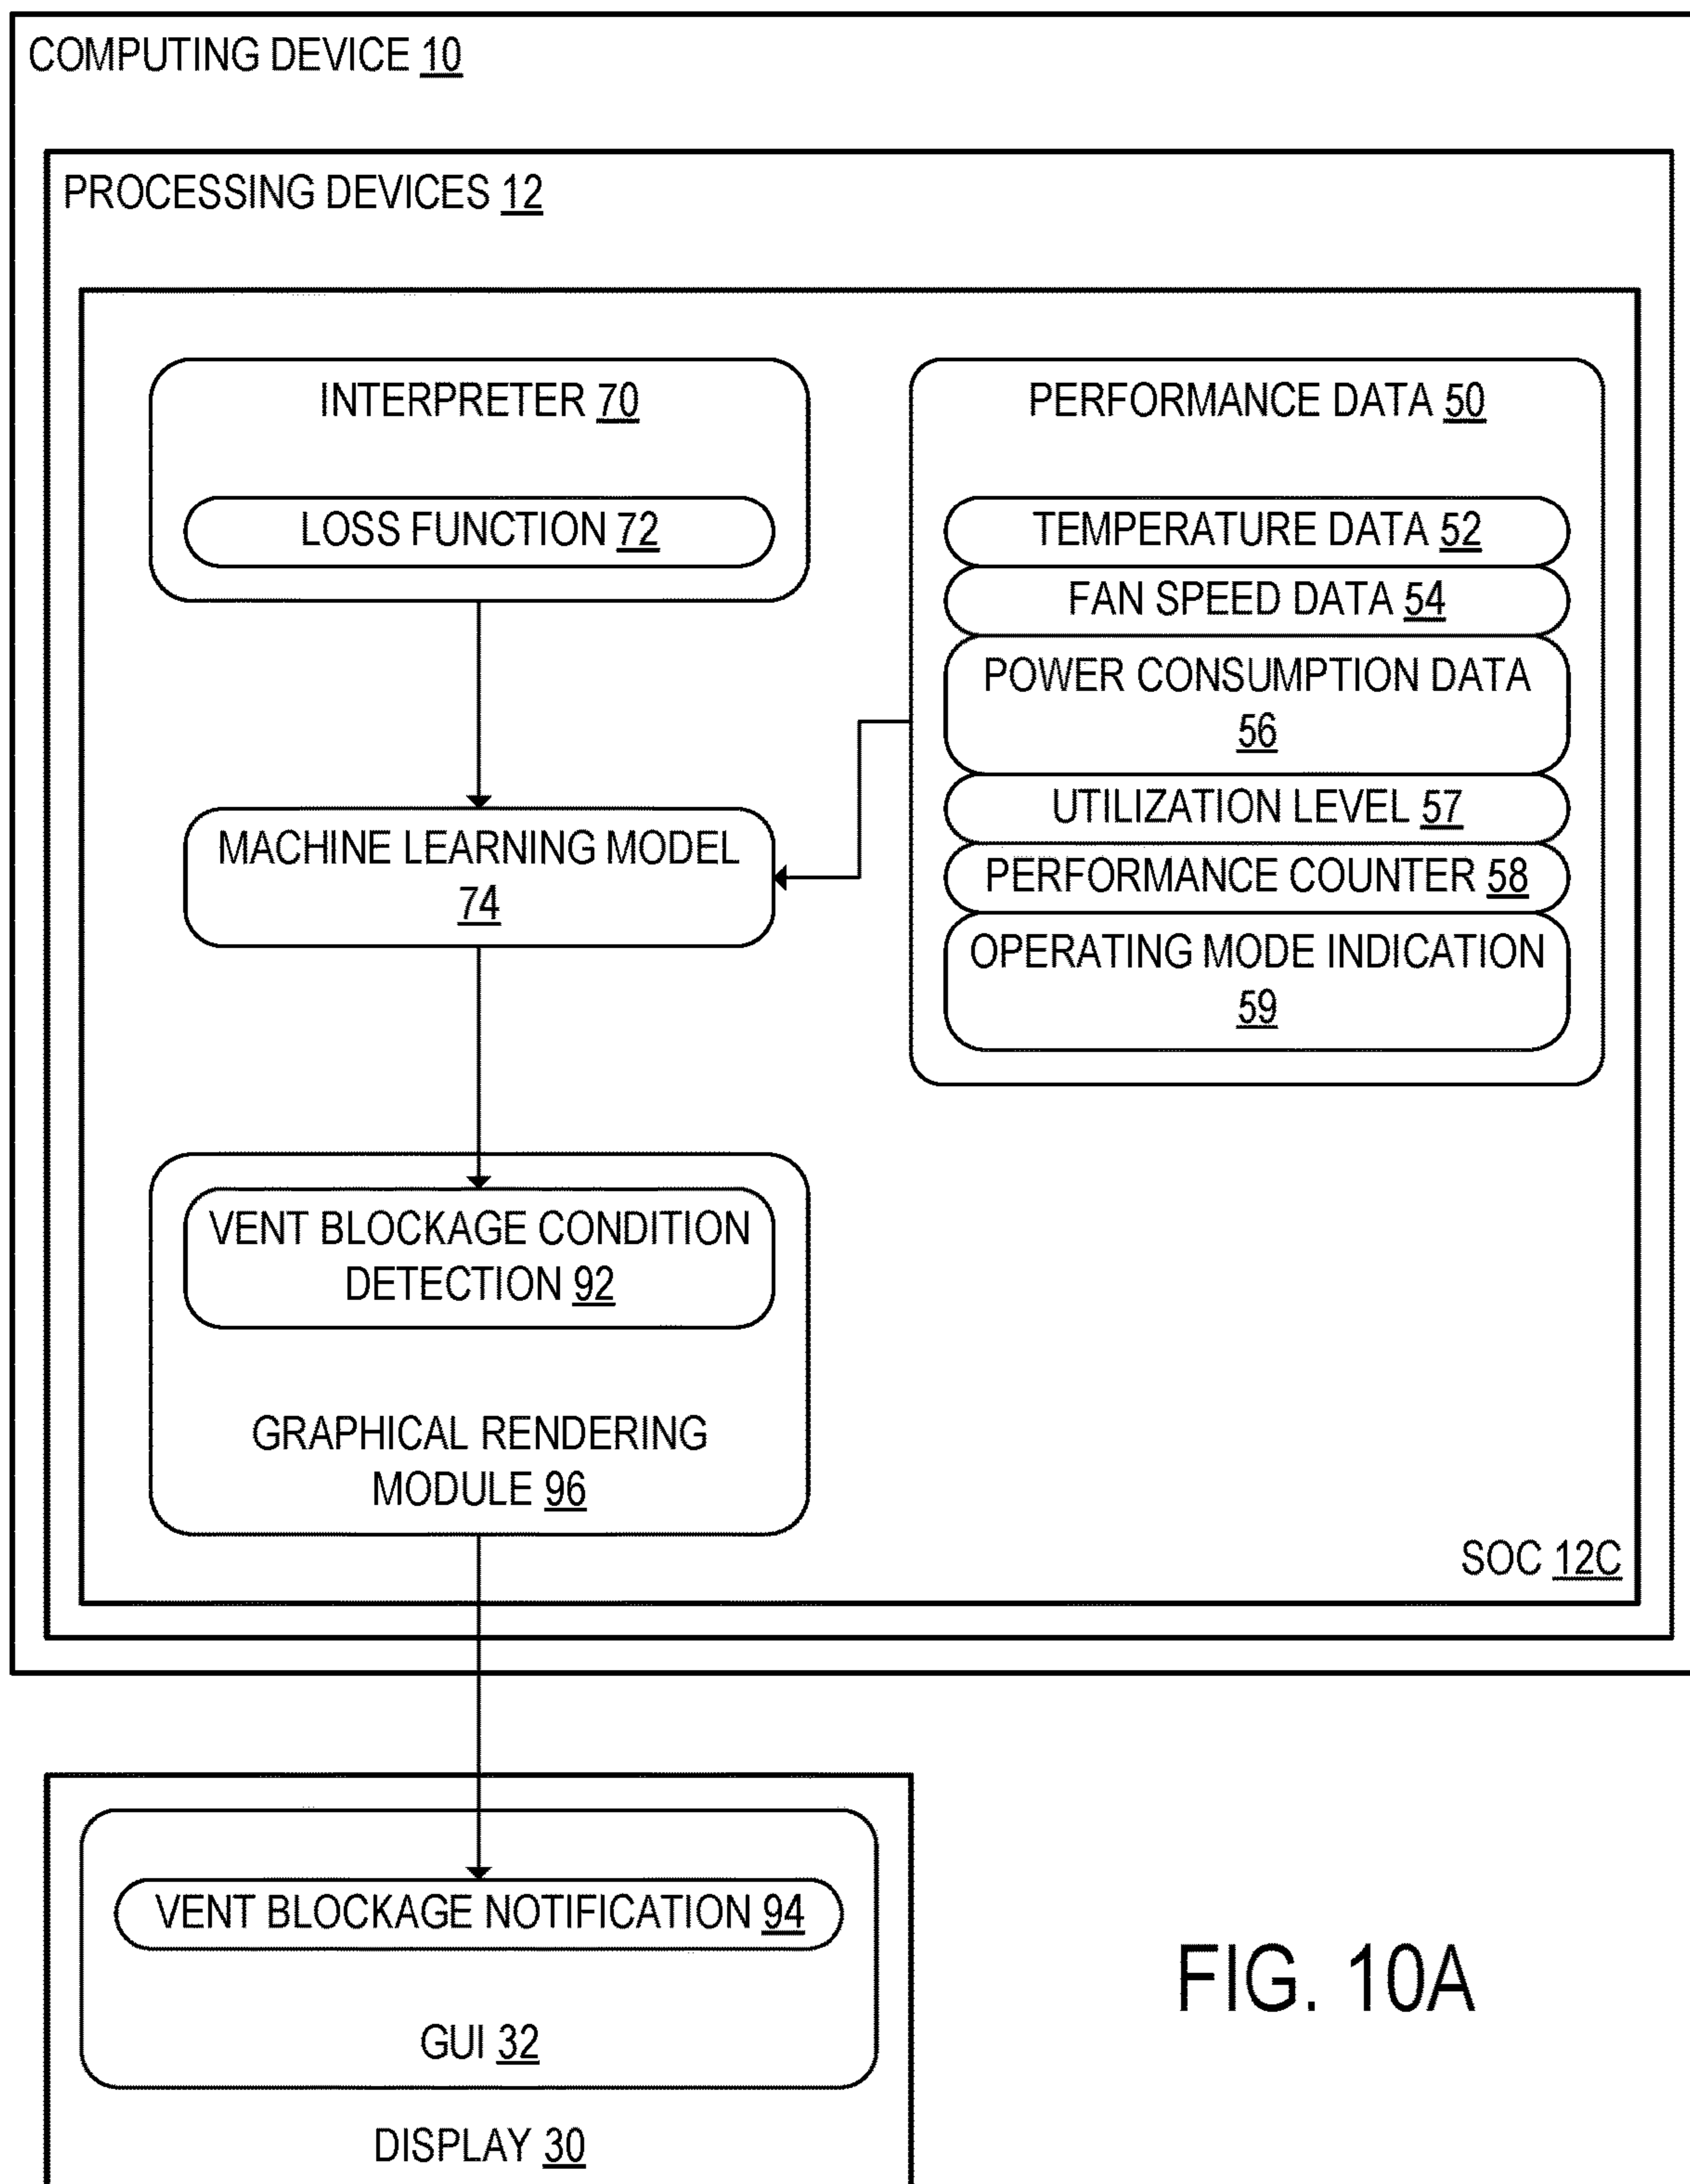 COMPUTING DEVICE 10
PROCESSING DEVICES 12
INTERPRETER 70
LOSS FUNCTION 72
PERFORMANCE DATA 50
TEMPERATURE DATA 52
FAN SPEED DATA 54
POWER CONSUMPTION DATA
56
UTILIZATION LEVEL 57
PERFORMANCE COUNTER 58
OPERATING MODE INDICATION
59
MACHINE LEARNING MODEL
74
VENT BLOCKAGE CONDITION
DETECTION 92
GRAPHICAL RENDERING
MODULE 96
SOC 12C
VENT BLOCKAGE NOTIFICATION 94
GUI 32
DISPLAY 30
FIG. 10A